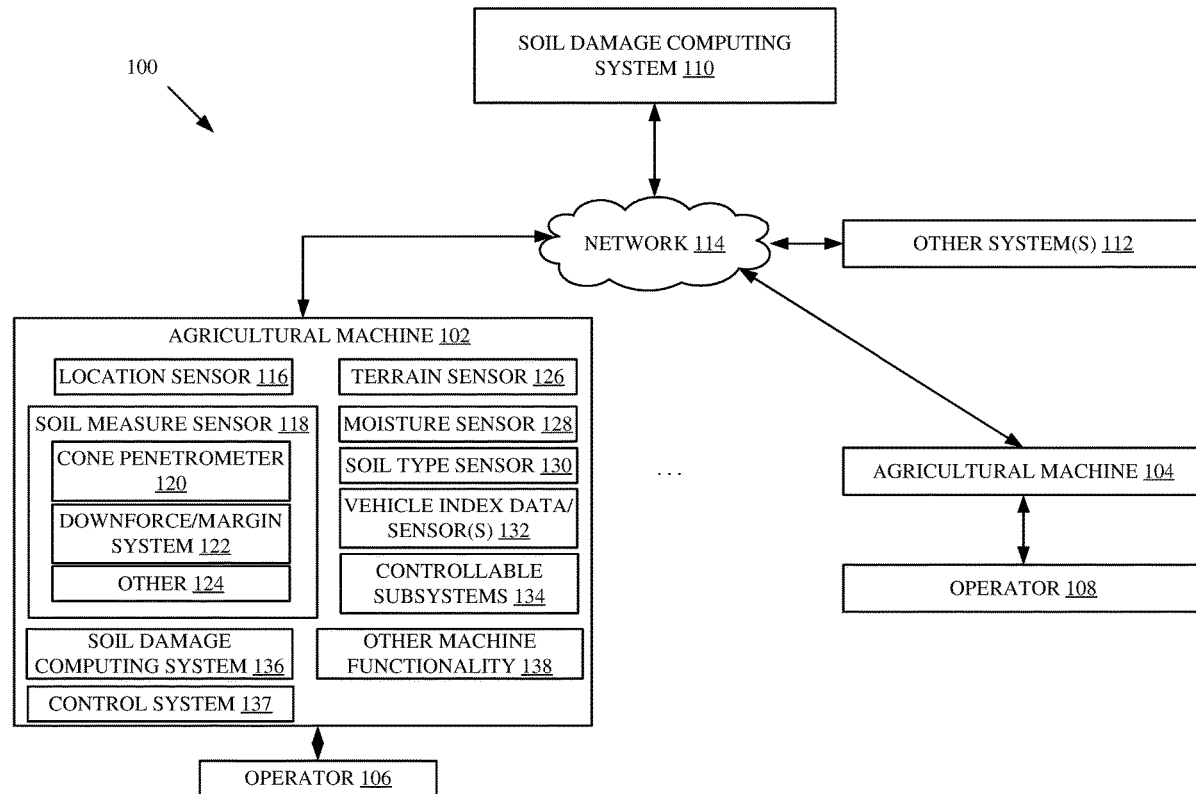 SOIL DAMAGE COMPUTING
SYSTEM 110
100
NETWORK 114
OTHER SYSTEM(S) 112
AGRICULTURAL MACHINE 102
LOCATION SENSOR 116
SOIL MEASURE SENSOR 118
CONE PENETROMETER
120
DOWNFORCE/MARGIN
SYSTEM 122
OTHER 124
SOIL DAMAGE
COMPUTING SYSTEM 136
CONTROL SYSTEM 137
TERRAIN SENSOR 126
MOISTURE SENSOR 128
SOIL TYPE SENSOR 130
VEHICLE INDEX DATA/
SENSOR(S) 132
CONTROLLABLE
SUBSYSTEMS 134
OTHER MACHINE
FUNCTIONALITY 138
. . .
AGRICULTURAL MACHINE 104
OPERATOR 108
OPERATOR 106